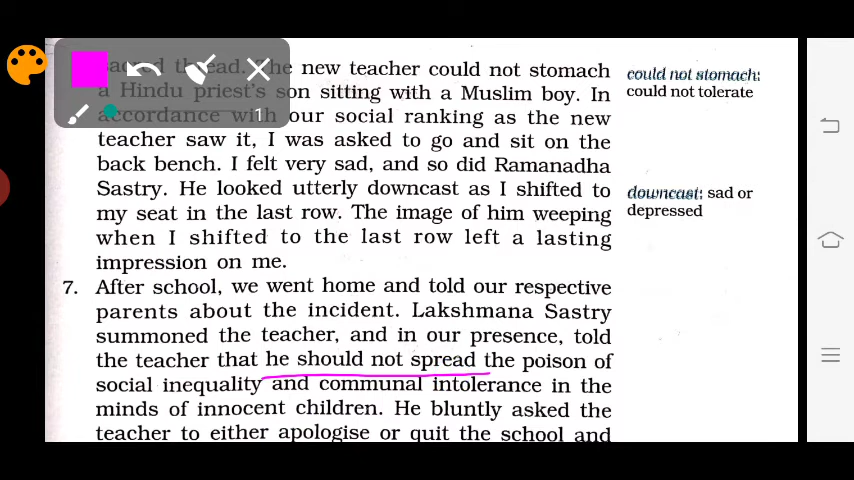 sacred thread. The new teacher could not stomach
a Hindu priest's son sitting with a Muslim boy. In
accordance with our social ranking as the new
teacher saw it, I was asked to go and sit on the
back bench. I felt very sad, and so did Ramanadha
Sastry. He looked utterly downcast as I shifted to
my seat in the last row. The image of him weeping
when I shifted to the last row left a lasting
impression on me.
7. After school, we went home and told our respective
parents about the incident. Lakshmana Sastry
summoned the teacher, and in our presence, told
the teacher that he should not spread the poison of
social inequality and communal intolerance in the
minds of innocent children. He bluntly asked the
teacher to either apologise or quit the school and
could not stomach:
could not tolerate
downcast: sad or
depressed
1